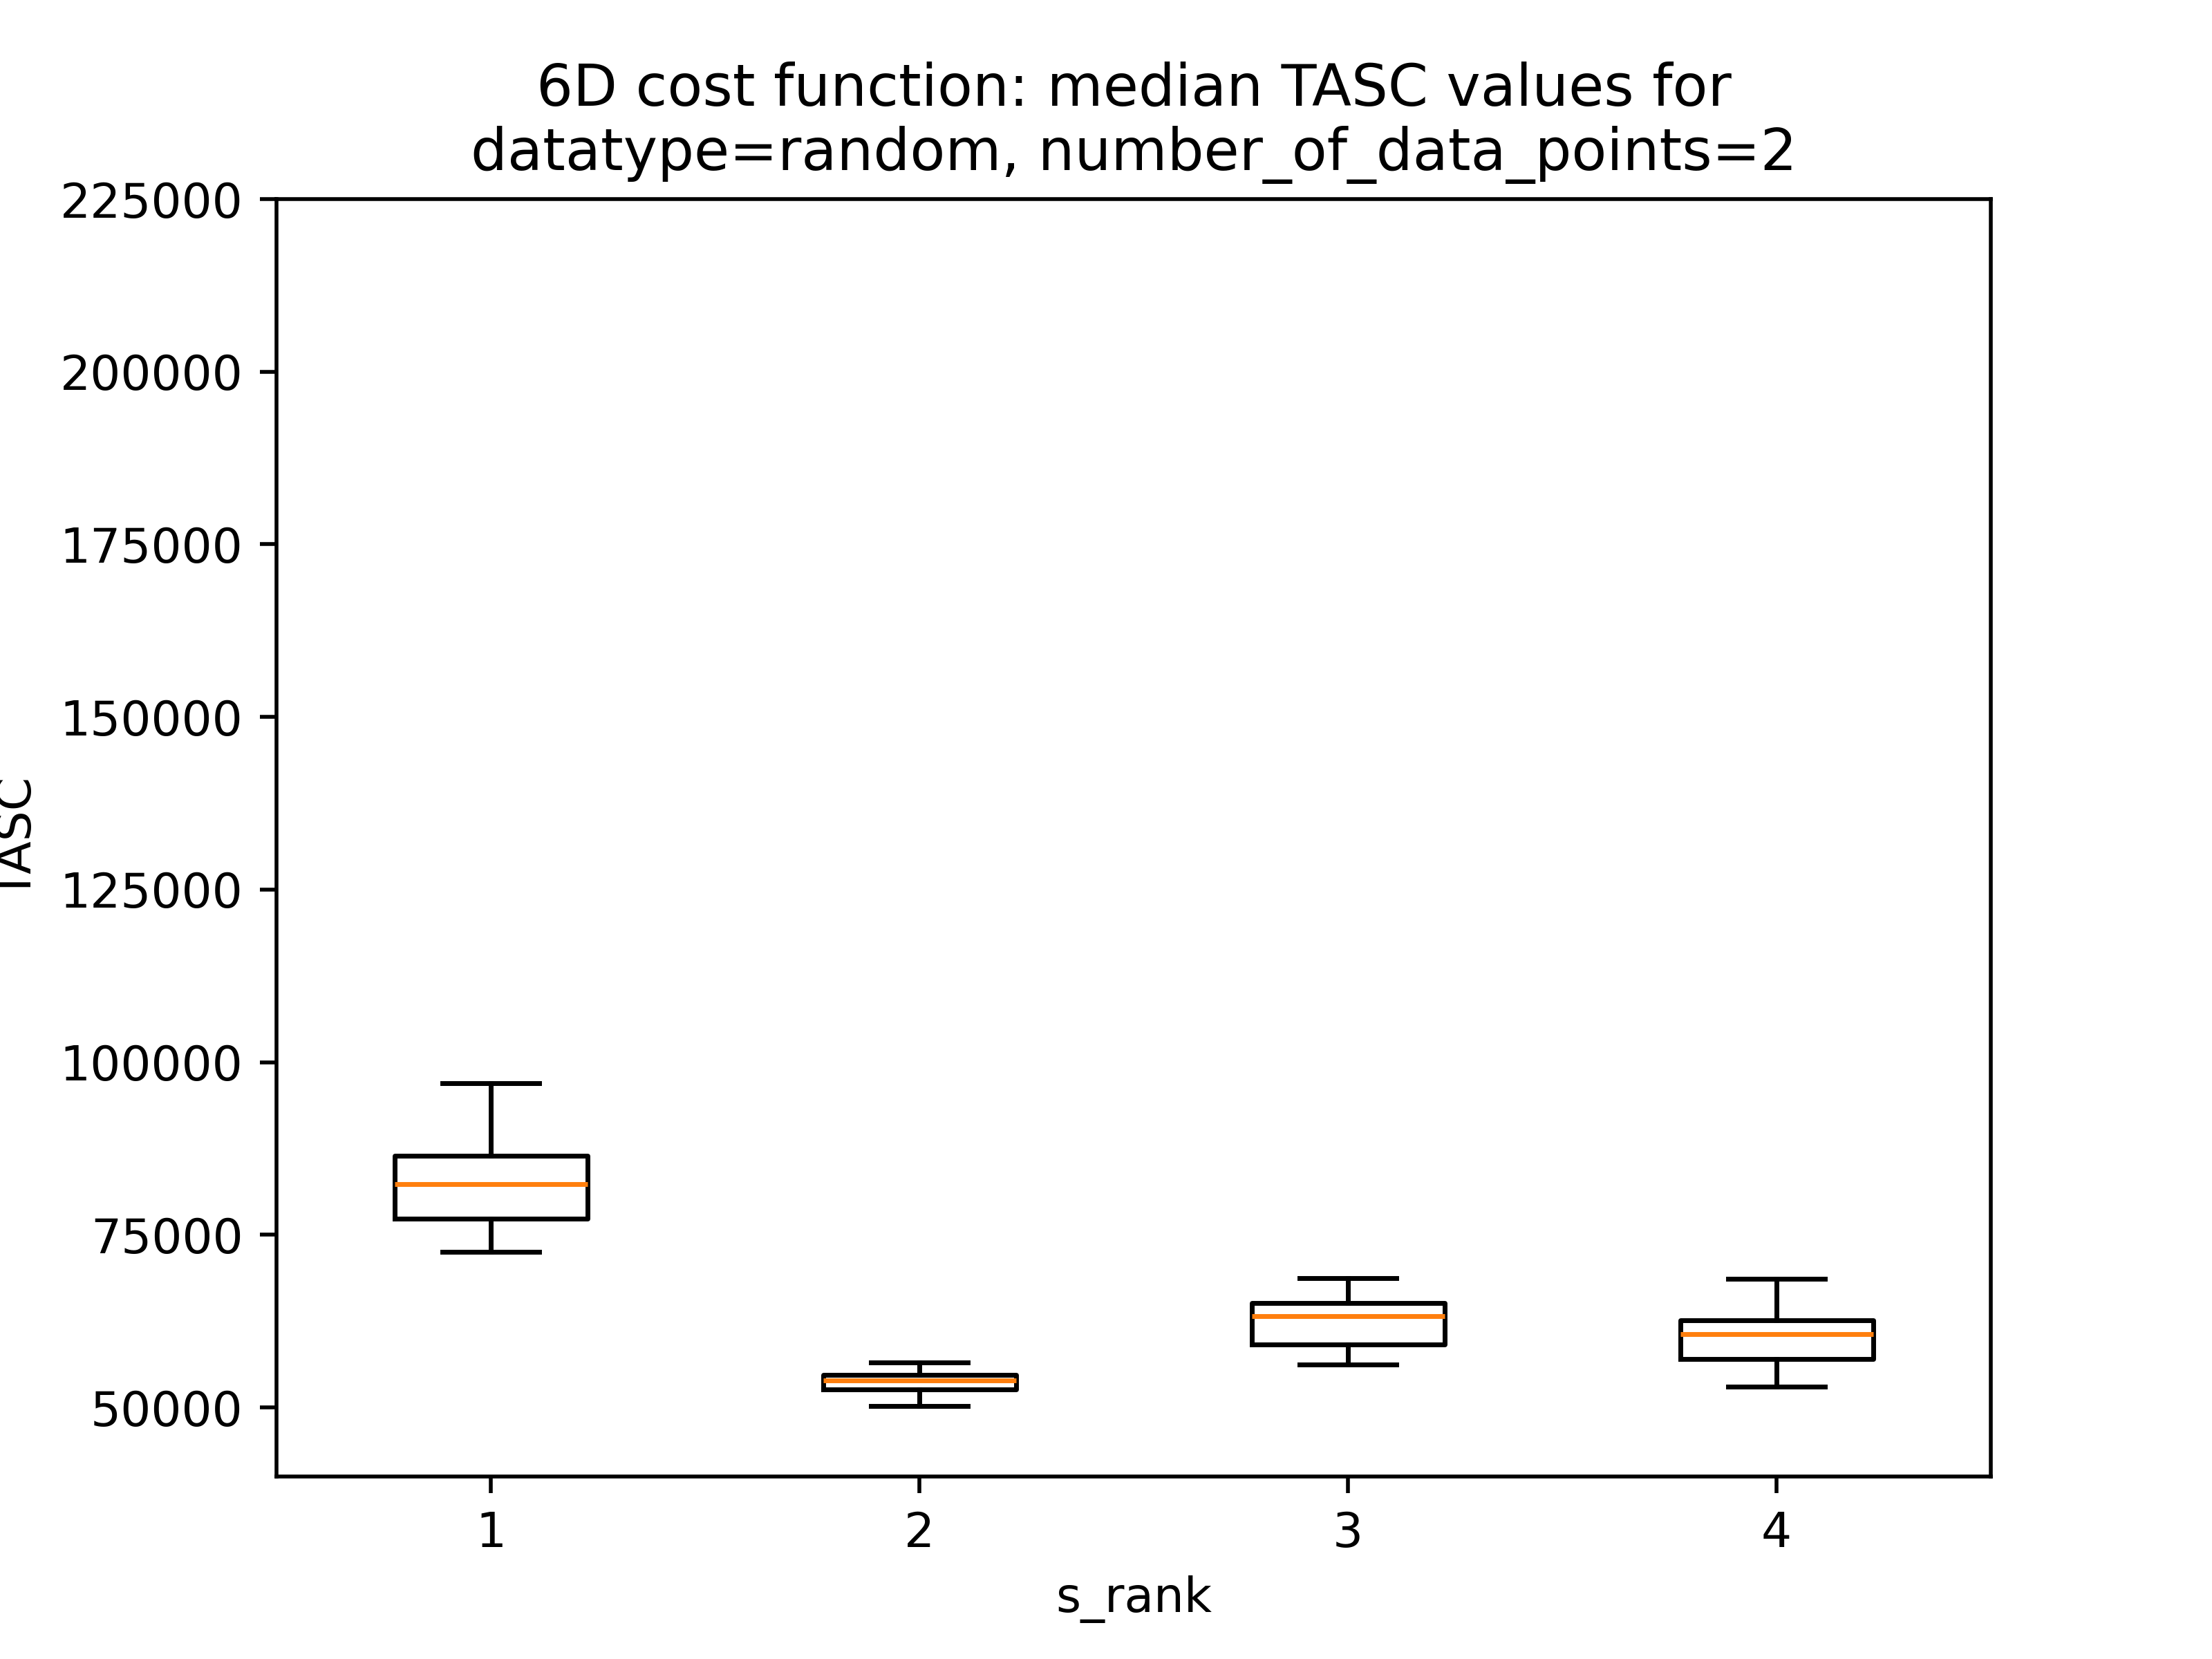 6D cost function: median TASC values for
datatype=random, number_of_data_points=2
225000
200000
175000
150000
125000
100000
75000
50000
TASC
1 2 3 4
s_rank